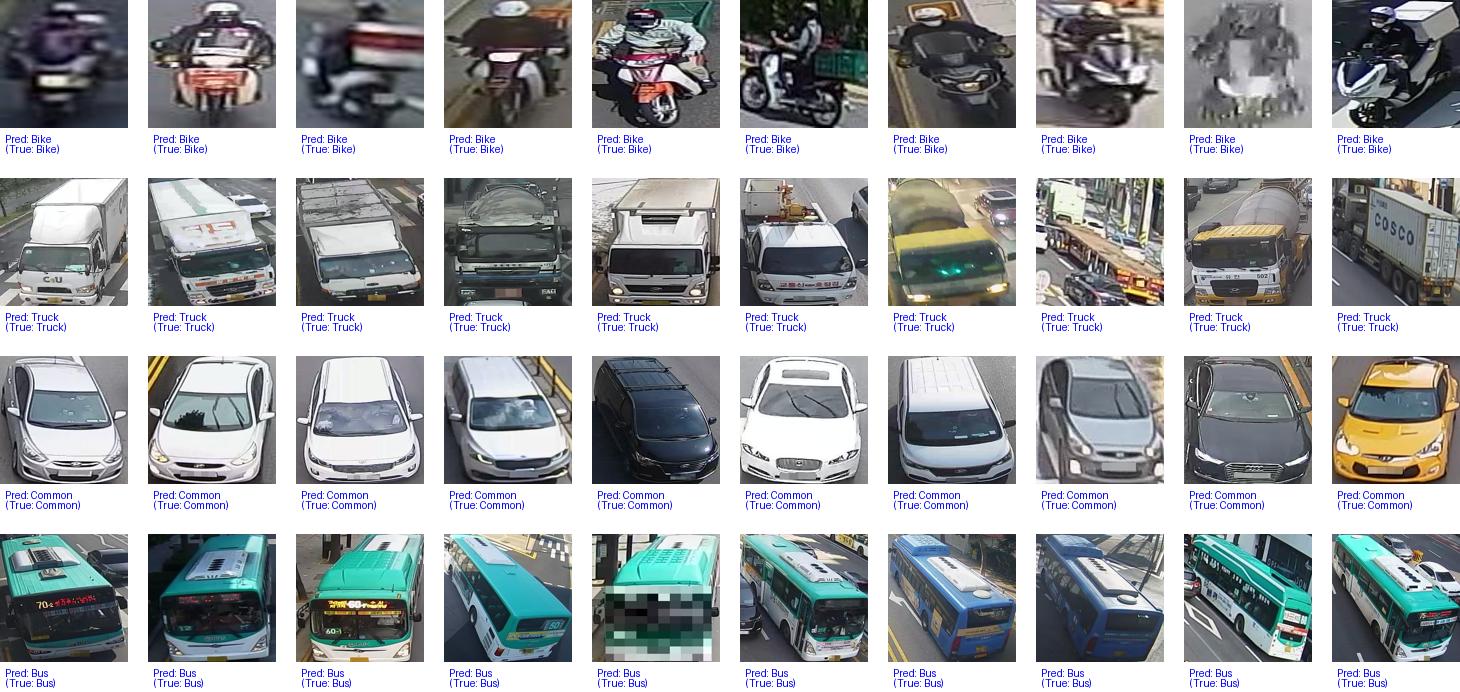 Pred: Bike
(True: Bike)
Pred: Bike
(True: Bike)
Pred: Bike
(True: Bike)
Pred: Bike
(True: Bike)
Pred: Bike
(True: Bike)
Pred: Bike
(True: Bike)
Pred: Bike
(True: Bike)
Pred: Bike
(True: Bike)
Pred: Bike
(True: Bike)
Pred: Bike
(True: Bike)
COSCO
502
Pred: Truck
(True: Truck)
Pred: Truck
(True: Truck)
Pred: Truck
(True: Truck)
Pred: Truck
(True: Truck)
Pred: Truck
(True: Truck)
Pred: Truck
(True: Truck)
Pred: Truck
(True: Truck)
Pred: Truck
(True: Truck)
Pred: Truck
(True: Truck)
Pred: Truck
(True: Truck)
Pred: Common
(True: Common)
Pred: Common
(True: Common)
Pred: Common
(True: Common)
Pred: Common
(True: Common)
Pred: Common
(True: Common)
Pred: Common
(True: Common)
Pred: Common
(True: Common)
Pred: Common
(True: Common)
Pred: Common
(True: Common)
Pred: Common
(True: Common)
60-1
Pred: Bus
(True: Bus)
Pred: Bus
(True: Bus)
Pred: Bus
(True: Bus)
Pred: Bus
(True: Bus)
Pred: Bus
(True: Bus)
Pred: Bus
(True: Bus)
Pred: Bus
(True: Bus)
Pred: Bus
(True: Bus)
Pred: Bus
(True: Bus)
Pred: Bus
(True: Bus)